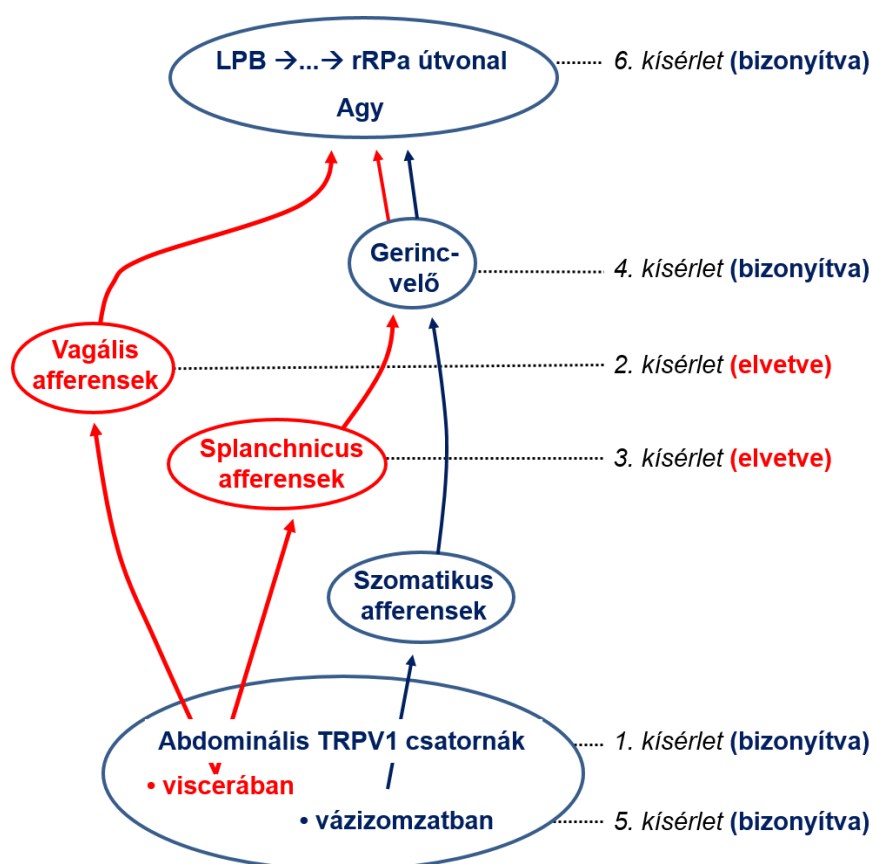 LPB →...→ rRPa útvonal
Agy
6. kísérlet (bizonyítva)
Gerinc-
velő
4. kísérlet (bizonyítva)
Vagális
afferensek
2. kísérlet (elvetve)
Splanchnicus
afferensek
3. kísérlet (elvetve)
Szomatikus
afferensek
Abdominális TRPV1 csatornák
1. kísérlet (bizonyítva)
• viscerában
• vázizomzatban
5. kísérlet (bizonyítva)